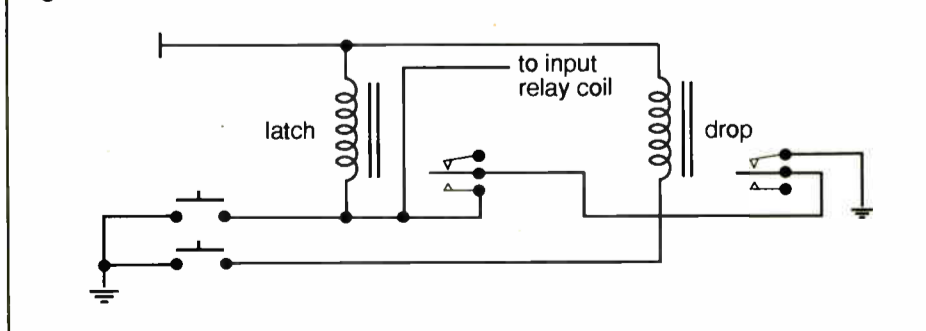 to input
relay coil
latch
drop